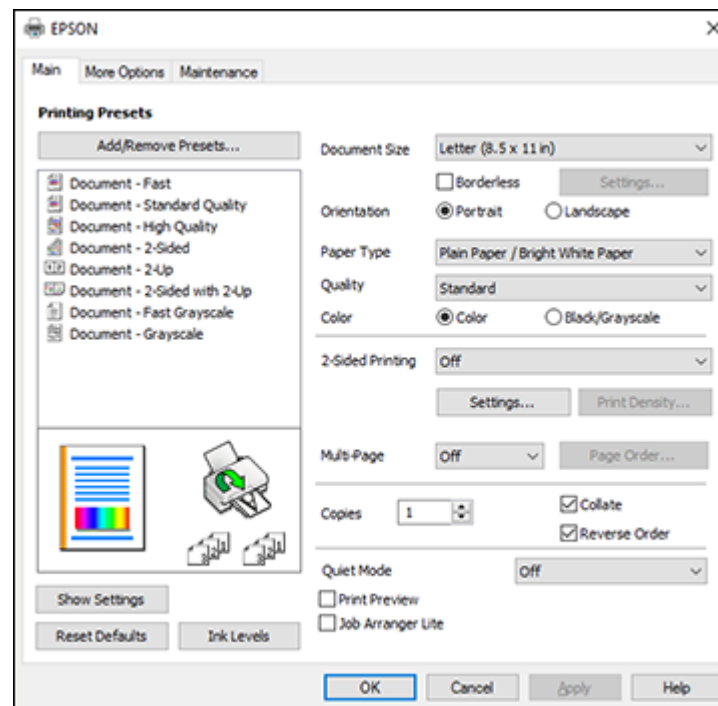 EPSON
Main More Options Maintenance
Printing Presets
Add/Remove Presets...
Document - Fast
Document - Standard Quality
Document - High Quality
Document - 2-Sided
Document - 2-Up
Document - 2-Sided with 2-Up
Document - Fast Grayscale
Document - Grayscale
Show Settings
Reset Defaults Ink Levels
Document Size Letter (8.5 x 11 in)
Borderless Settings...
Orientation Portrait Landscape
Paper Type Plain Paper / Bright White Paper
Quality Standard
Color Color Black/Grayscale
2-Sided Printing Off
Settings... Print Density...
Multi-Page Off Page Order...
Copies 1 Collate
Reverse Order
Quiet Mode Off
Print Preview
Job Arranger Lite
OK Cancel Apply Help